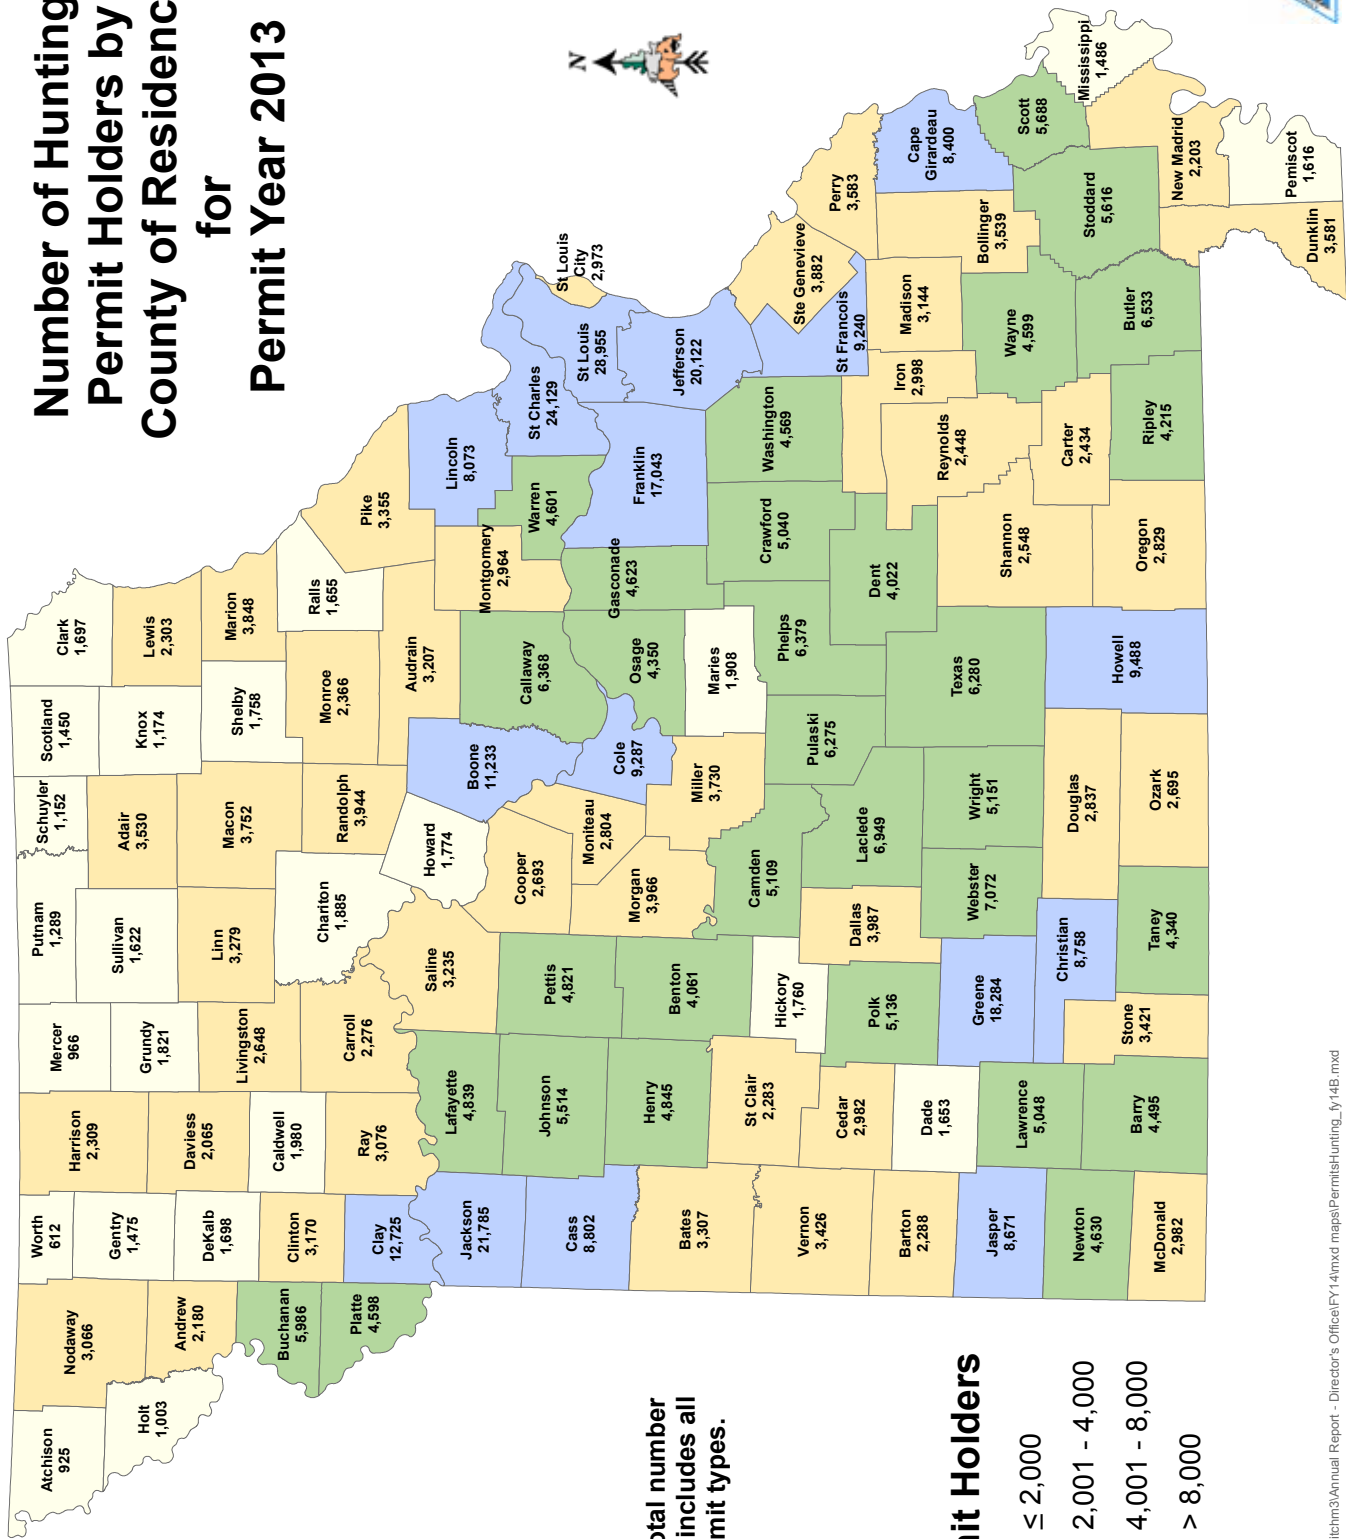 Number of Hunting
Permit Holders by
County of Residenc
for
Permit Year 2013
N
Atchison
925
Nodaway
3,066
Worth
612
Harrison
2,309
Mercer
966
Putnam
1,289
Schuyler
1,152
Scotland
1,450
Clark
1,697
Holt
1,003
Andrew
2,180
Gentry
1,475
DeKalb
1,698
Daviess
2,065
Grundy
1,821
Sullivan
1,622
Adair
3,530
Knox
1,174
Lewis
2,303
Buchanan
5,986
Clinton
3,170
Caldwell
1,980
Livingston
2,648
Linn
3,279
Macon
3,752
Shelby
1,758
Marion
3,848
Platte
4,598
Clay
12,725
Ray
3,076
Carroll
2,276
Chariton
1,885
Randolph
3,944
Monroe
2,366
Ralls
1,655
Pike
3,355
Jackson
21,785
Lafayette
4,839
Saline
3,235
Howard
1,774
Boone
11,233
Audrain
3,207
Callaway
6,368
Montgomery
2,964
Lincoln
8,073
Warren
4,601
St Charles
24,129
St Louis
28,955
St Louis
City
2,973
Cass
8,802
Johnson
5,514
Pettis
4,821
Cooper
2,693
Moniteau
2,804
Cole
9,287
Osage
4,350
Gasconade
4,623
Franklin
17,043
Jefferson
20,122
Bates
3,307
Henry
4,845
Benton
4,061
Morgan
3,966
Miller
3,730
Maries
1,908
Phelps
6,379
Crawford
5,040
Washington
4,569
St Francois
9,240
Ste Genevieve
3,882
Perry
3,583
Vernon
3,426
St Clair
2,283
Hickory
1,760
Camden
5,109
Pulaski
6,275
Dent
4,022
Iron
2,998
Madison
3,144
Bollinger
3,539
Cape
Girardeau
8,400
Barton
2,288
Cedar
2,982
Polk
5,136
Dallas
3,987
Laclede
6,949
Texas
6,280
Shannon
2,548
Reynolds
2,448
Wayne
4,599
Stoddard
5,616
Scott
5,688
Mississippi
1,486
Jasper
8,671
Dade
1,653
Greene
18,284
Webster
7,072
Wright
5,151
Carter
2,434
Butler
6,533
New Madrid
2,203
Newton
4,630
Lawrence
5,048
Christian
8,758
Douglas
2,837
Howell
9,488
Oregon
2,829
Ripley
4,215
Dunklin
3,581
Pemiscot
1,616
McDonald
2,982
Barry
4,495
Stone
3,421
Taney
4,340
Ozark
2,695
otal number
includes all
mit types.
nit Holders
≤ 2,000
2,001 - 4,000
4,001 - 8,000
> 8,000
itchm3\Annual Report - Director's Office\FY14\mxd maps\PermitsHunting_fy14B.mxd